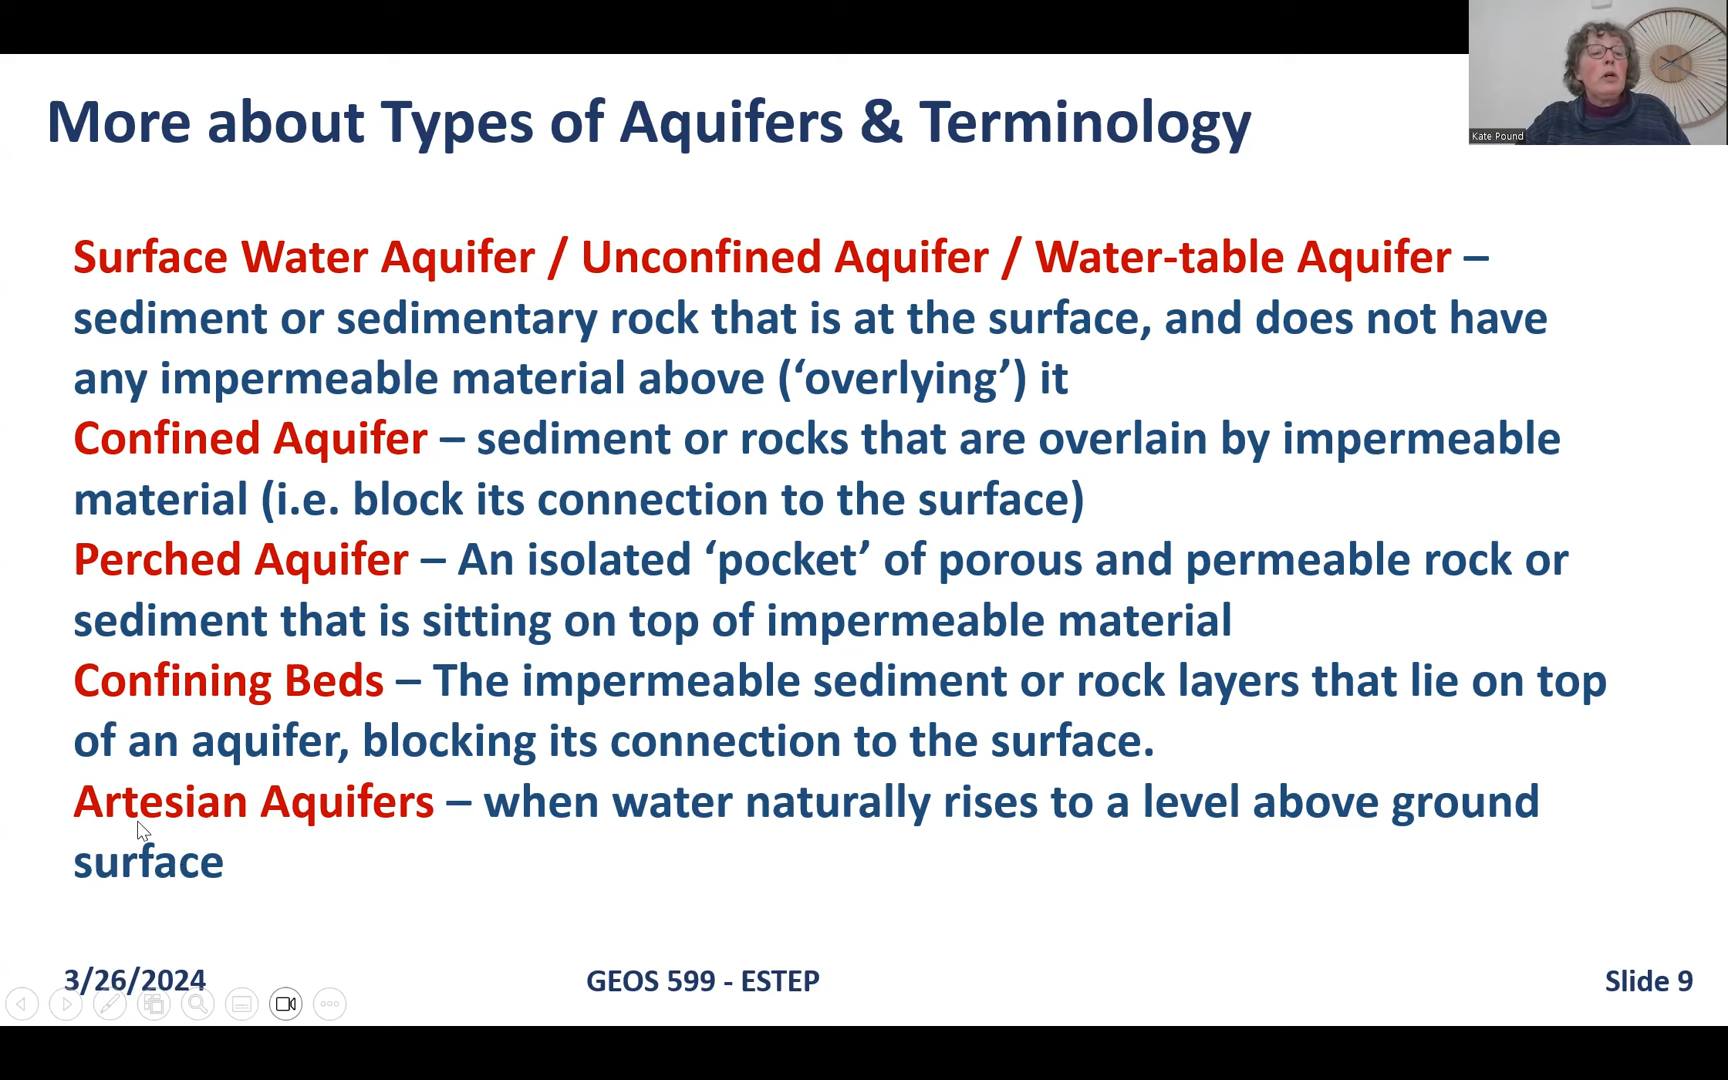 More about Types of Aquifers & Terminology
Kate Pound
Surface Water Aquifer / Unconfined Aquifer / Water-table Aquifer –
sediment or sedimentary rock that is at the surface, and does not have
any impermeable material above (‘overlying’) it
Confined Aquifer – sediment or rocks that are overlain by impermeable
material (i.e. block its connection to the surface)
Perched Aquifer – An isolated ‘pocket’ of porous and permeable rock or
sediment that is sitting on top of impermeable material
Confining Beds – The impermeable sediment or rock layers that lie on top
of an aquifer, blocking its connection to the surface.
Artesian Aquifers – when water naturally rises to a level above ground
surface
3/26/2024
GEOS 599 - ESTEP
Slide 9